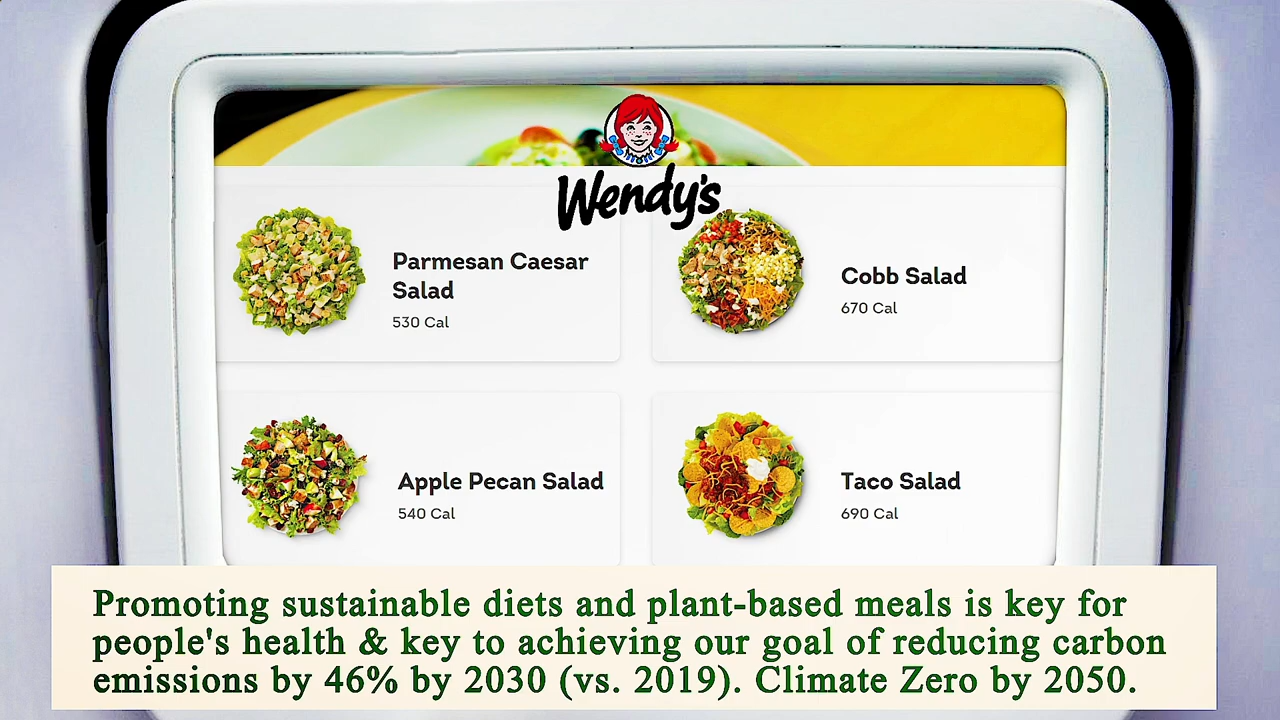 Wendy's
Parmesan Caesar
Salad
530 Cal
Cobb Salad
670 Cal
Apple Pecan Salad
540 Cal
Taco Salad
690 Cal
Promoting sustainable diets and plant-based meals is key for
people's health & key to achieving our goal of reducing carbon
emissions by 46% by 2030 (vs. 2019). Climate Zero by 2050.